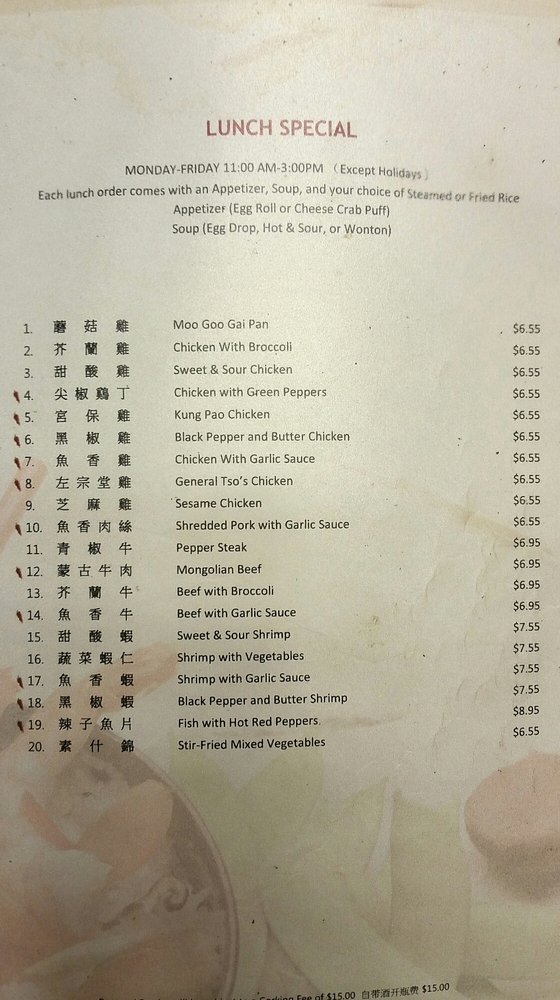 LUNCH SPECIAL
MONDAY-FRIDAY 11:00 AM-3:00PM （Except Holidays）
Each lunch order comes with an Appetizer, Soup, and your choice of Steamed or Fried Rice
Appetizer (Egg Roll or Cheese Crab Puff)
Soup (Egg Drop, Hot & Sour, or Wonton)
1. 蘑菇雞 Moo Goo Gai Pan $6.55
2. 芥蘭雞 Chicken With Broccoli $6.55
3. 甜酸雞 Sweet & Sour Chicken $6.55
4. 尖椒鷄丁 Chicken with Green Peppers $6.55
5. 宮保雞 Kung Pao Chicken $6.55
6. 黑椒雞 Black Pepper and Butter Chicken $6.55
7. 魚香雞 Chicken With Garlic Sauce $6.55
8. 左宗堂雞 General Tso's Chicken $6.55
9. 芝麻雞 Sesame Chicken $6.55
10. 魚香肉絲 Shredded Pork with Garlic Sauce $6.55
11. 青椒牛 Pepper Steak $6.95
12. 蒙古牛肉 Mongolian Beef $6.95
13. 芥蘭牛 Beef with Broccoli $6.95
14. 魚香牛 Beef with Garlic Sauce $6.95
15. 甜酸蝦 Sweet & Sour Shrimp $7.55
16. 蔬菜蝦仁 Shrimp with Vegetables $7.55
17. 魚香蝦 Shrimp with Garlic Sauce $7.55
18. 黑椒蝦 Black Pepper and Butter Shrimp $7.55
19. 辣子魚片 Fish with Hot Red Peppers. $8.95
20. 素什錦 Stir-Fried Mixed Vegetables $6.55
Corking Fee of $15.00 自带酒开瓶费 $15.00